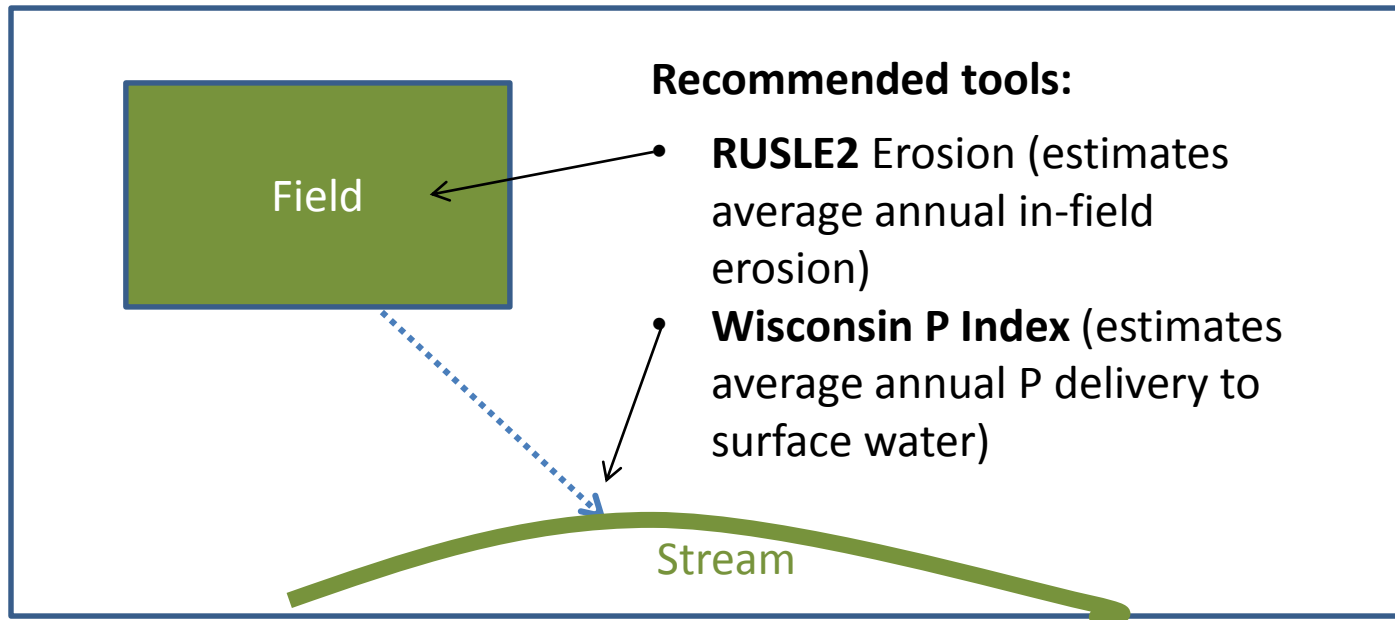 Recommended tools:
Field
• RUSLE2 Erosion (estimates
average annual in-field
erosion)
• Wisconsin P Index (estimates
average annual P delivery to
surface water)
Stream